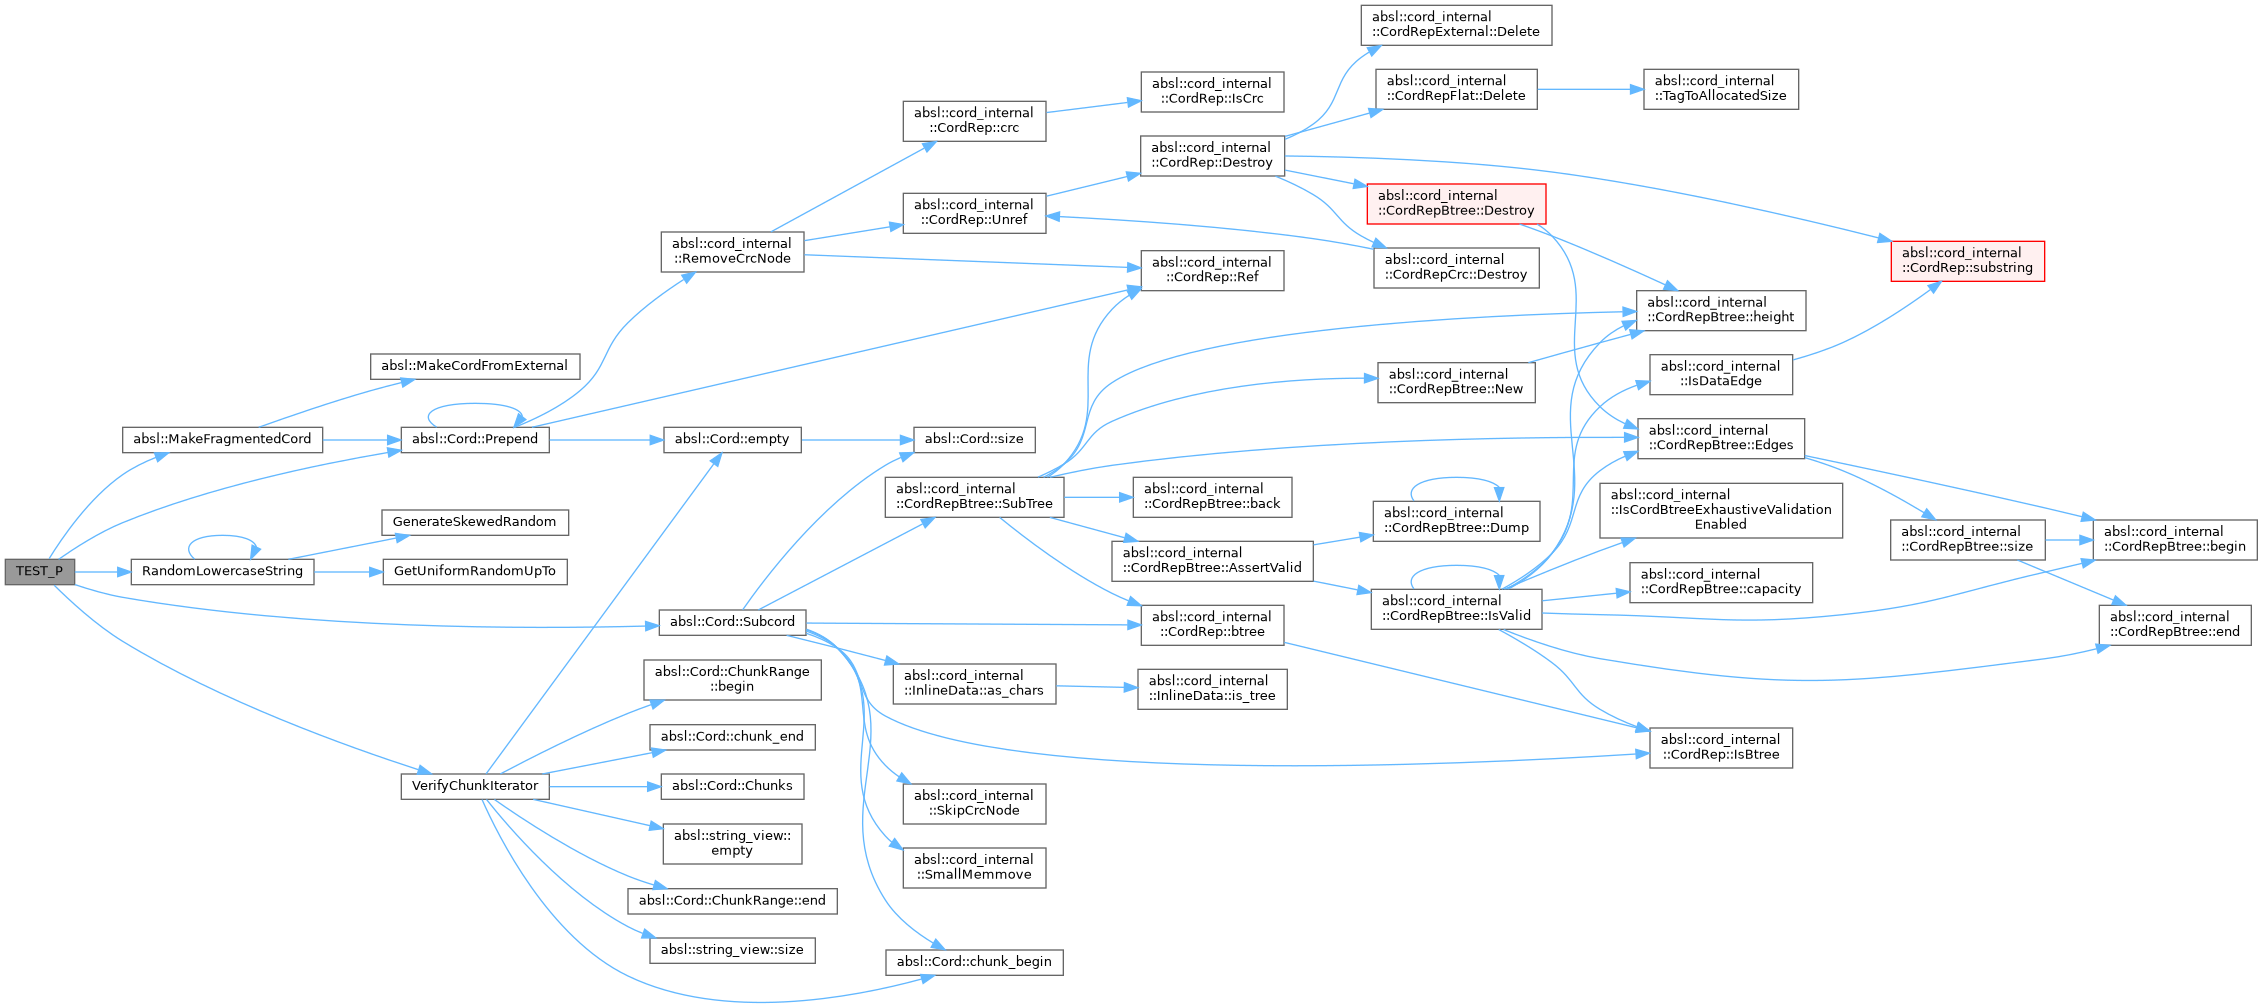 TEST_P
absl::MakeFragmentedCord
RandomLowercaseString
absl::MakeCordFromExternal
absl::Cord::Prepend
GenerateSkewedRandom
GetUniformRandomUpTo
VerifyChunkIterator
absl::cord_internal
::RemoveCrcNode
absl::Cord::empty
absl::Cord::Subcord
absl::Cord::ChunkRange
::begin
absl::Cord::chunk_end
absl::Cord::Chunks
absl::string_view::
empty
absl::Cord::ChunkRange::end
absl::string_view::size
absl::cord_internal
::CordRep::crc
absl::cord_internal
::CordRep::Unref
absl::Cord::size
absl::cord_internal
::CordRepBtree::SubTree
absl::cord_internal
::InlineData::as_chars
absl::cord_internal
::SkipCrcNode
absl::cord_internal
::SmallMemmove
absl::Cord::chunk_begin
absl::cord_internal
::CordRep::IsCrc
absl::cord_internal
::CordRep::Destroy
absl::cord_internal
::CordRep::Ref
absl::cord_internal
::CordRepBtree::back
absl::cord_internal
::CordRepBtree::AssertValid
absl::cord_internal
::CordRep::btree
absl::cord_internal
::InlineData::is_tree
absl::cord_internal
::CordRepExternal::Delete
absl::cord_internal
::CordRepFlat::Delete
absl::cord_internal
::CordRepBtree::Destroy
absl::cord_internal
::CordRepCrc::Destroy
absl::cord_internal
::CordRepBtree::New
absl::cord_internal
::CordRepBtree::Dump
absl::cord_internal
::CordRepBtree::IsValid
absl::cord_internal
::TagToAllocatedSize
absl::cord_internal
::CordRepBtree::height
absl::cord_internal
::IsDataEdge
absl::cord_internal
::CordRepBtree::Edges
absl::cord_internal
::IsCordBtreeExhaustiveValidation
Enabled
absl::cord_internal
::CordRepBtree::capacity
absl::cord_internal
::CordRep::IsBtree
absl::cord_internal
::CordRep::substring
absl::cord_internal
::CordRepBtree::size
absl::cord_internal
::CordRepBtree::begin
absl::cord_internal
::CordRepBtree::end